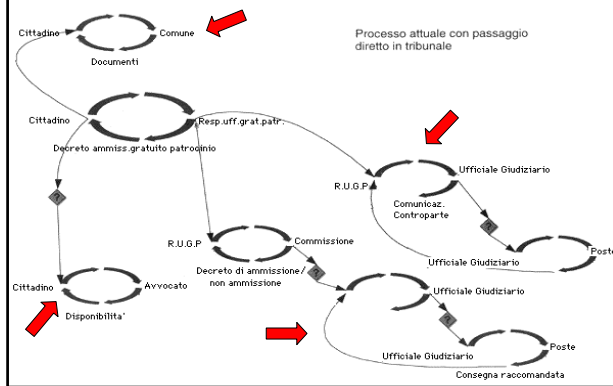 Cittadino
Comune
Documenti
Processo attuale con passaggio
diretto in tribunale
Cittadino
Resp.uff.grat.patr.
Decreto ammiss.gratuito patrocinio
?
Ufficiale Giudiziario
R.U.G.P
Comunicaz.
Controparte
?
Poste
Ufficiale Giudiziario
R.U.G.P
Commissione
Decreto di ammissione/
non ammissione
?
Cittadino
Avvocato
Disponibilita'
Ufficiale Giudiziario
?
Poste
Ufficiale Giudiziario
Consegna raccomandata